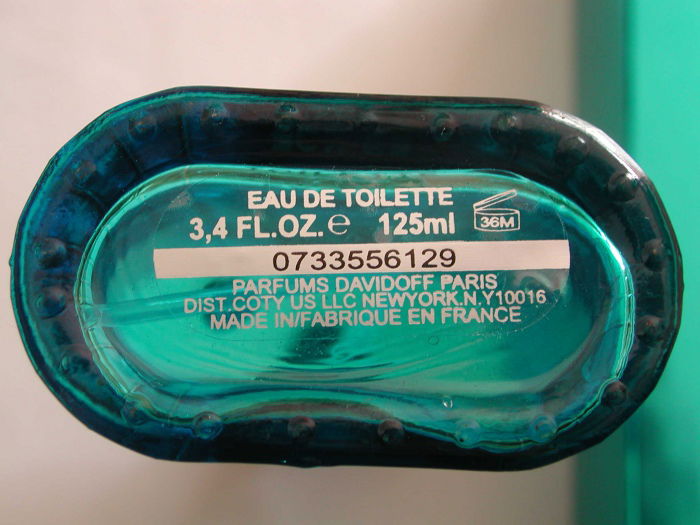 EAU DE TOILETTE
3,4 FL.OZ. ℮ 125ml 36M
0733556129
PARFUMS DAVIDOFF PARIS
DIST.COTY US LLC NEWYORK.N.Y10016
MADE IN/FABRIQUE EN FRANCE